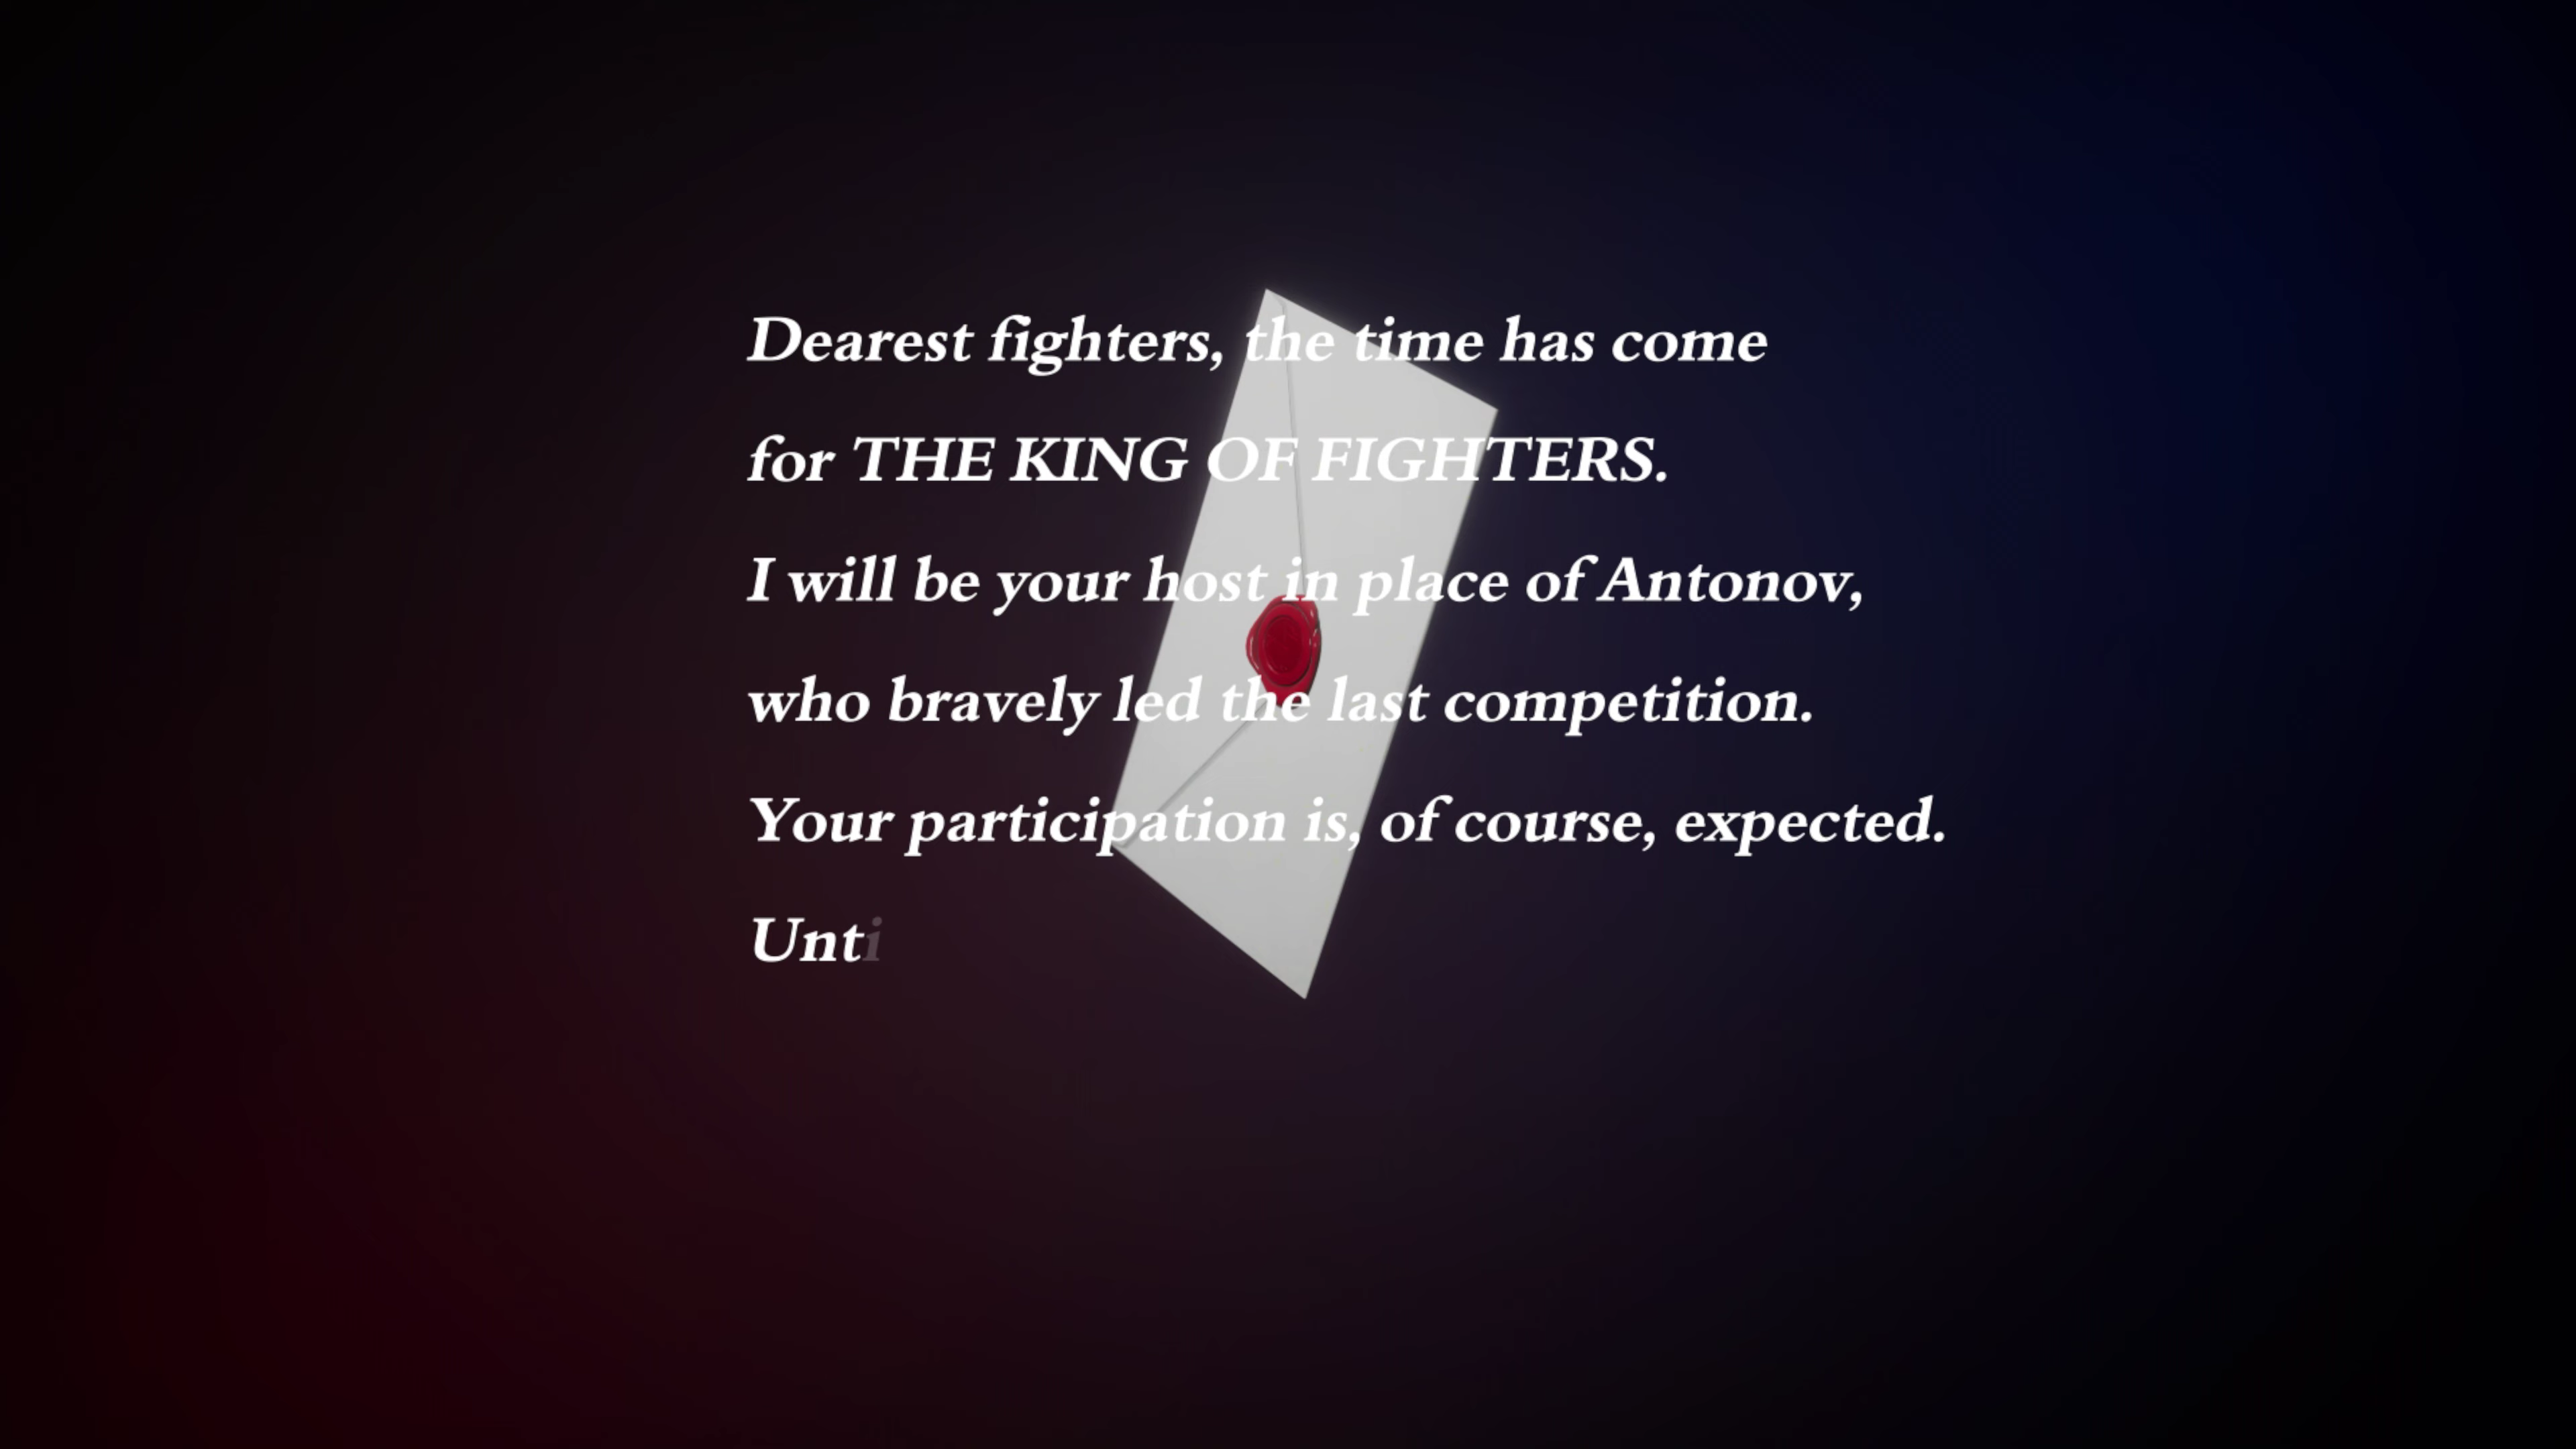 Dearest fighters, the time has come
for THE KING OF FIGHTERS.
I will be your host in place of Antonov,
who bravely led the last competition.
Your participation is, of course, expected.
Unti